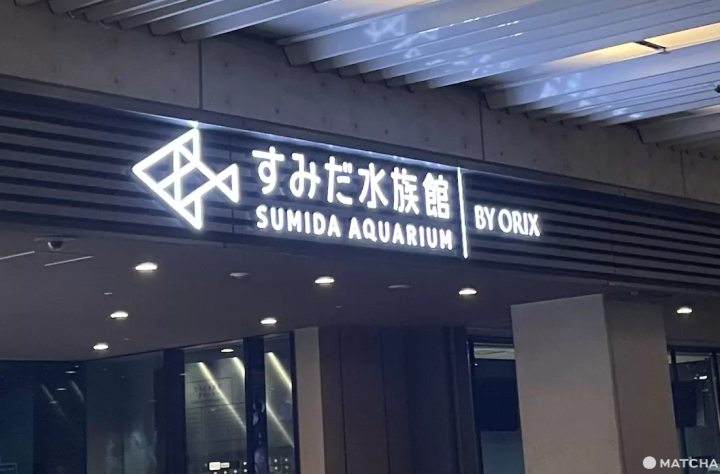 すみだ水族館
SUMIDA AQUARIUM
BY ORIX
MATCHA